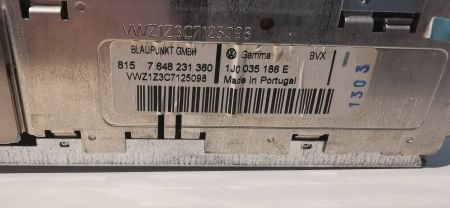 VWZ1Z3C7125098
BLAUPUNKT GMBH
Gamma
BVX
815 7 648 231 360
1J0 035 186 E
VWZ1Z3C7125098
Made in Portugal
1303